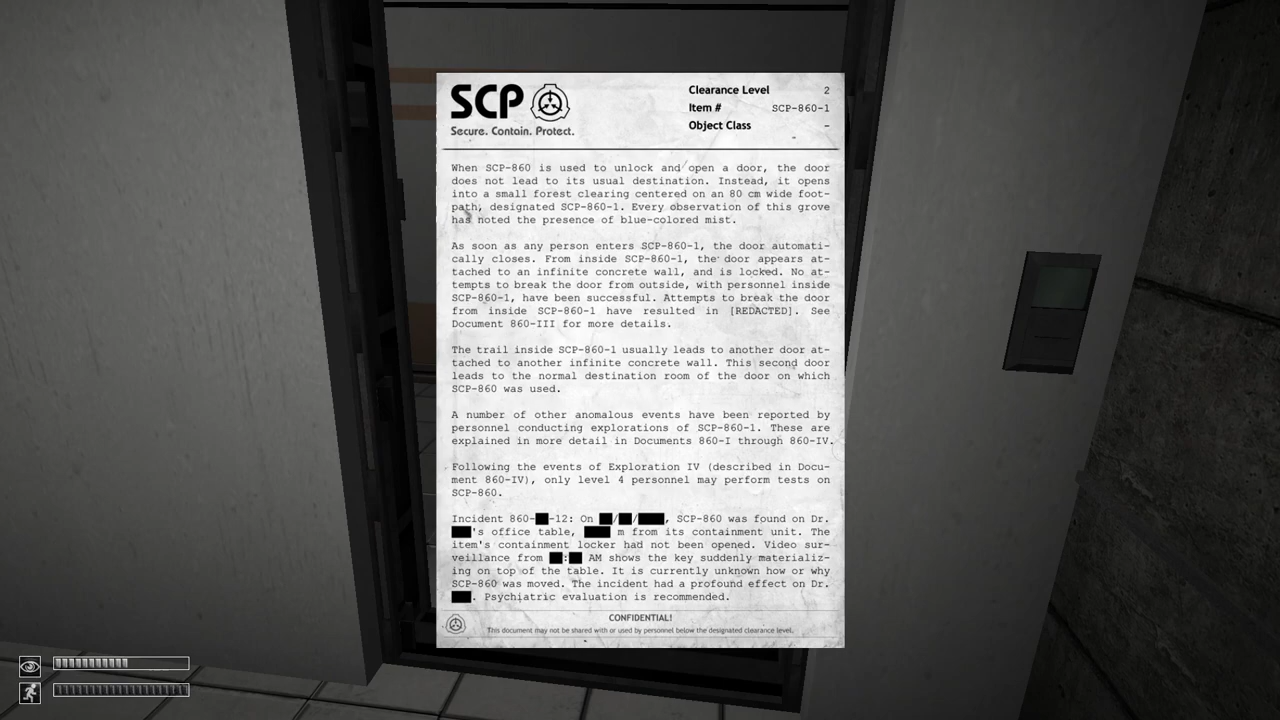 SCP
Secure. Contain. Protect.
Clearance Level 2
Item # SCP-860-1
Object Class –
When SCP-860 is used to unlock and open a door, the door
does not lead to its usual destination. Instead, it opens
into a small forest clearing centered on an 80 cm wide foot-
path, designated SCP-860-1. Every observation of this grove
has noted the presence of blue-colored mist.
As soon as any person enters SCP-860-1, the door automati-
cally closes. From inside SCP-860-1, the door appears at-
tached to an infinite concrete wall, and is locked. No at-
tempts to break the door from outside, with personnel inside
SCP-860-1, have been successful. Attempts to break the door
from inside SCP-860-1 have resulted in [REDACTED]. See
Document 860-III for more details.
The trail inside SCP-860-1 usually leads to another door at-
tached to another infinite concrete wall. This second door
leads to the normal destination room of the door on which
SCP-860 was used.
A number of other anomalous events have been reported by
personnel conducting explorations of SCP-860-1. These are
explained in more detail in Documents 860-I through 860-IV.
Following the events of Exploration IV (described in Docu-
ment 860-IV), only level 4 personnel may perform tests on
SCP-860.
Incident 860-██-12: On ██/██/████, SCP-860 was found on Dr.
███'s office table, ████ m from its containment unit. The
item's containment locker had not been opened. Video sur-
veillance from ██:██ AM shows the key suddenly materializ-
ing on top of the table. It is currently unknown how or why
SCP-860 was moved. The incident had a profound effect on Dr.
███. Psychiatric evaluation is recommended.
CONFIDENTIAL!
This document may not be shared with or used by personnel below the designated clearance level.